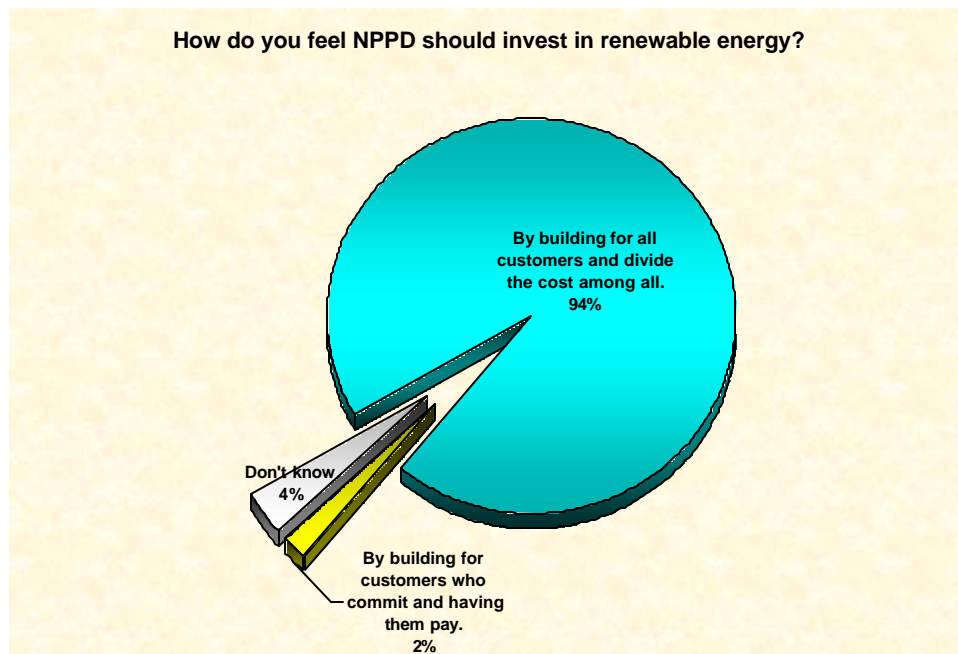 How do you feel NPPD should invest in renewable energy?
By building for all
customers and divide
the cost among all.
94%
Don't know
4%
By building for
customers who
commit and having
them pay.
2%